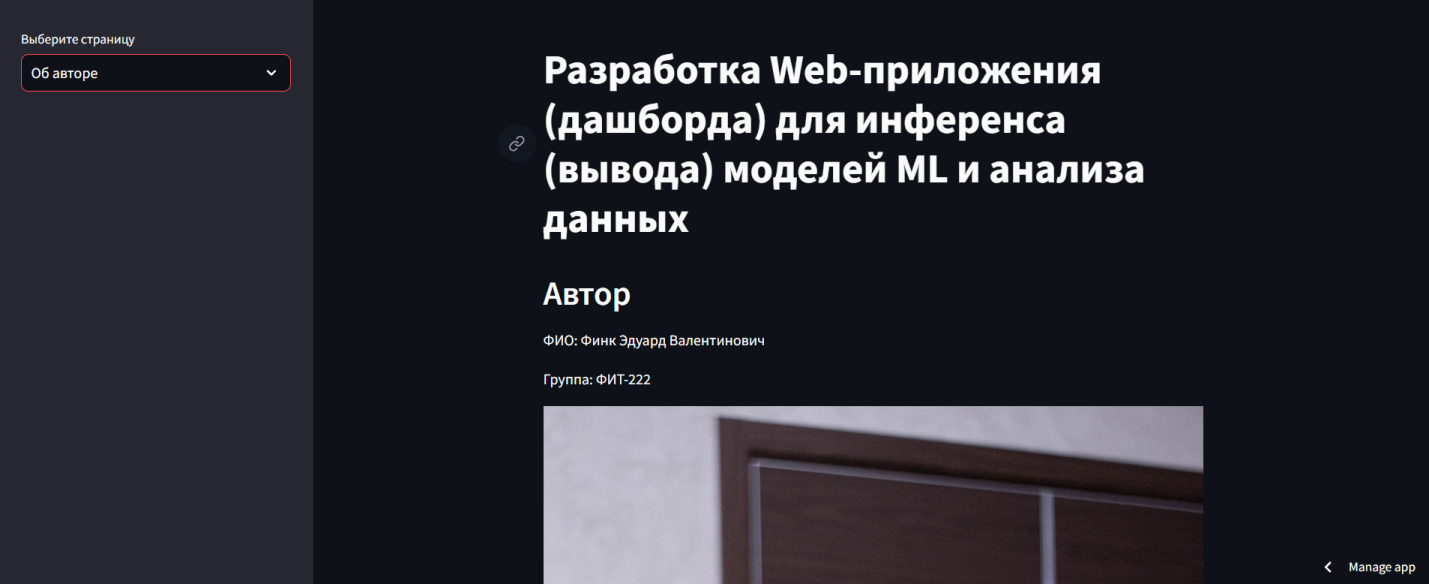 Выберите страницу
Об авторе
Разработка Web-приложения
(дашборда) для инференса
(вывода) моделей ML и анализа
данных
Автор
ФИО: Финк Эдуард Валентинович
Группа: ФИТ-222
Manage app